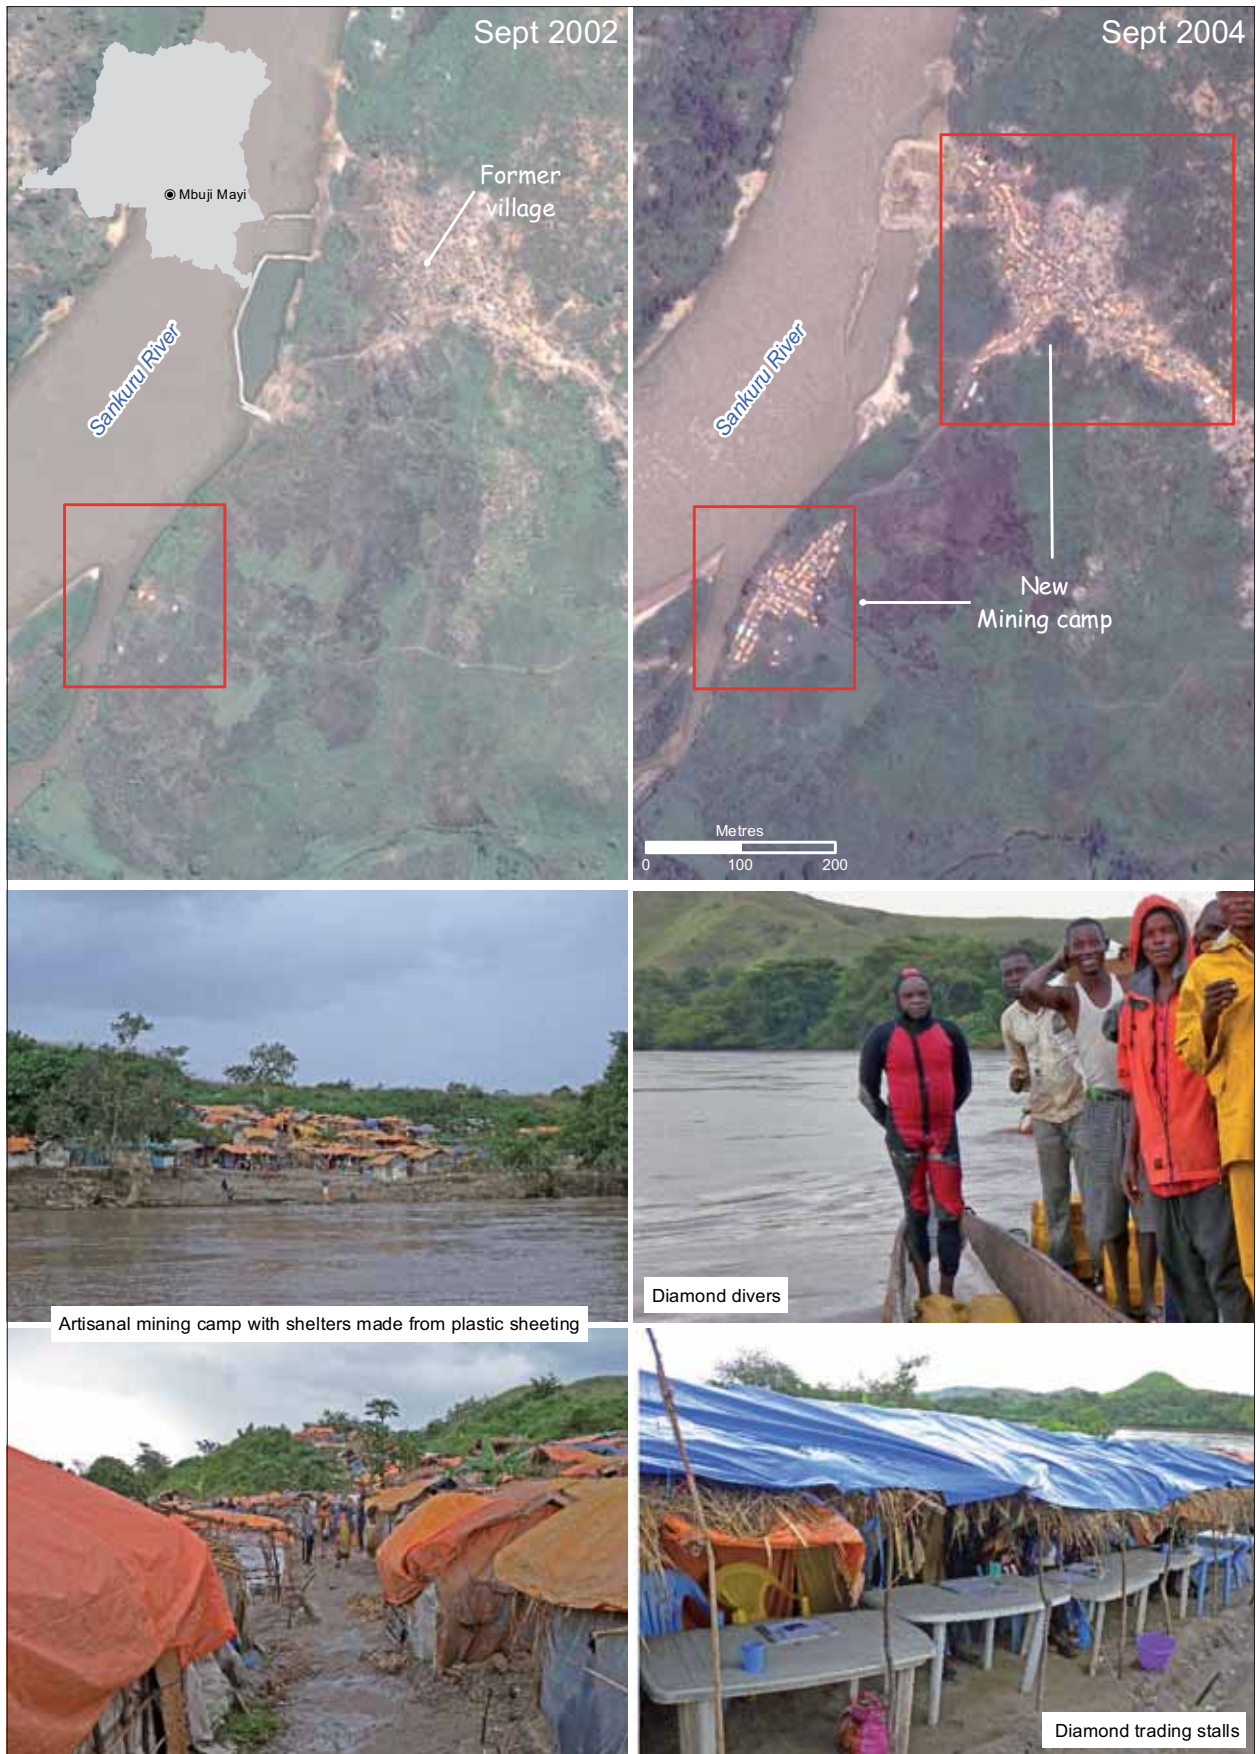 Sept 2002
Sept 2004
Former
village
Mbuji Mayi
Sankuru River
Sankuru River
New
Mining camp
Metres
0 100 200
Artisanal mining camp with shelters made from plastic sheeting
Diamond divers
Diamond trading stalls